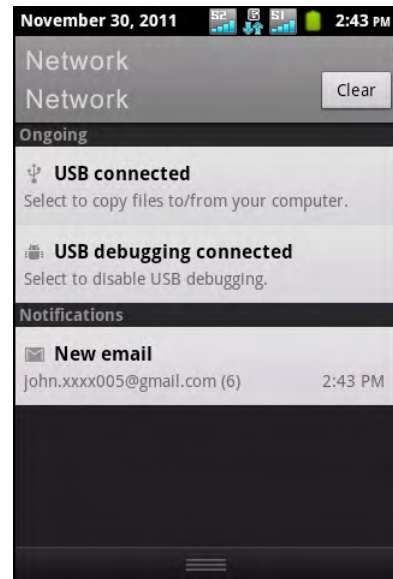 November 30, 2011 S2 E S1 2:43 PM
Network
Network
Clear
Ongoing
USB connected
Select to copy files to/from your computer.
USB debugging connected
Select to disable USB debugging.
Notifications
New email
john.xxxx005@gmail.com (6) 2:43 PM